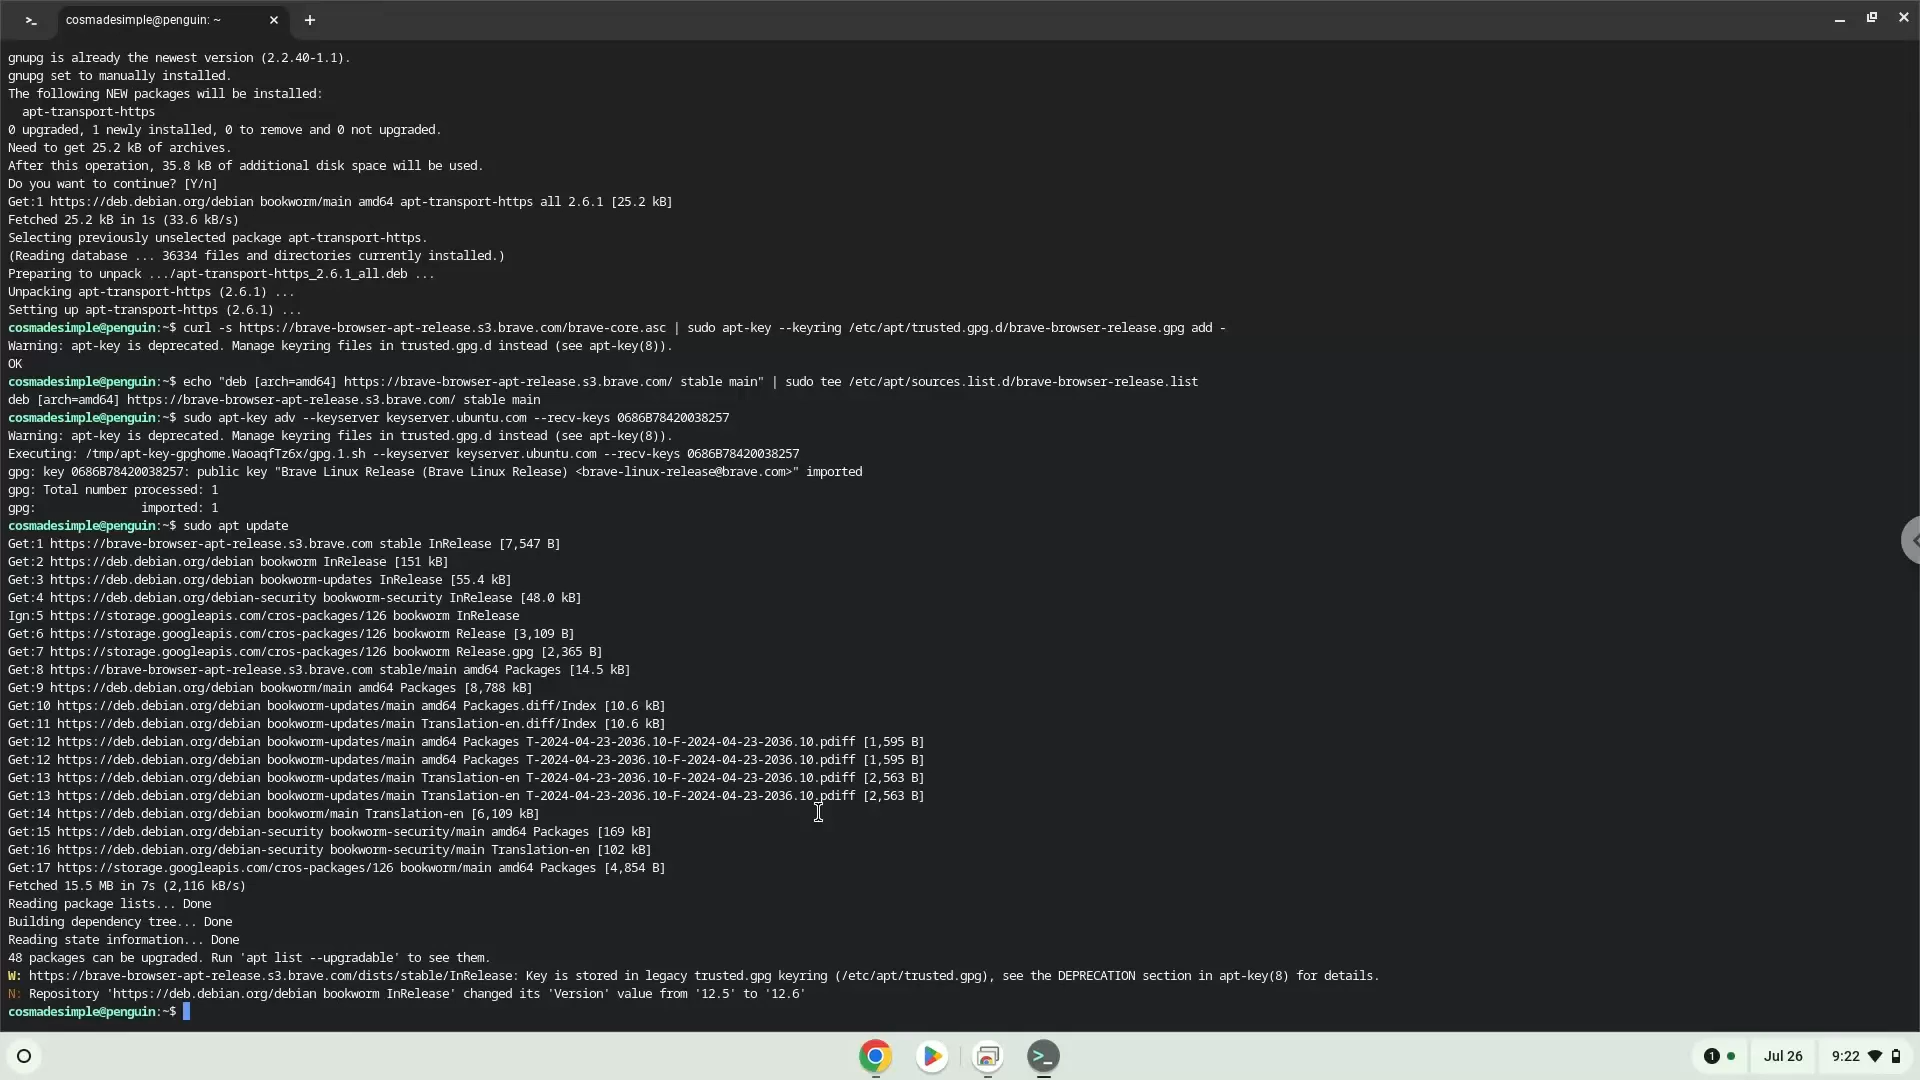 cosmadesimple@penguin: ~
gnupg is already the newest version (2.2.40-1.1).
gnupg set to manually installed.
The following NEW packages will be installed:
  apt-transport-https
0 upgraded, 1 newly installed, 0 to remove and 0 not upgraded.
Need to get 25.2 kB of archives.
After this operation, 35.8 kB of additional disk space will be used.
Do you want to continue? [Y/n]
Get:1 https://deb.debian.org/debian bookworm/main amd64 apt-transport-https all 2.6.1 [25.2 kB]
Fetched 25.2 kB in 1s (33.6 kB/s)
Selecting previously unselected package apt-transport-https.
(Reading database ... 36334 files and directories currently installed.)
Preparing to unpack .../apt-transport-https_2.6.1_all.deb ...
Unpacking apt-transport-https (2.6.1) ...
Setting up apt-transport-https (2.6.1) ...
cosmadesimple@penguin:~$ curl -s https://brave-browser-apt-release.s3.brave.com/brave-core.asc | sudo apt-key --keyring /etc/apt/trusted.gpg.d/brave-browser-release.gpg add -
Warning: apt-key is deprecated. Manage keyring files in trusted.gpg.d instead (see apt-key(8)).
OK
cosmadesimple@penguin:~$ echo "deb [arch=amd64] https://brave-browser-apt-release.s3.brave.com/ stable main" | sudo tee /etc/apt/sources.list.d/brave-browser-release.list
deb [arch=amd64] https://brave-browser-apt-release.s3.brave.com/ stable main
cosmadesimple@penguin:~$ sudo apt-key adv --keyserver keyserver.ubuntu.com --recv-keys 0686B78420038257
Warning: apt-key is deprecated. Manage keyring files in trusted.gpg.d instead (see apt-key(8)).
Executing: /tmp/apt-key-gpghome.WaoaqfTz6x/gpg.1.sh --keyserver keyserver.ubuntu.com --recv-keys 0686B78420038257
gpg: key 0686B78420038257: public key "Brave Linux Release (Brave Linux Release) <brave-linux-release@brave.com>" imported
gpg: Total number processed: 1
gpg:               imported: 1
cosmadesimple@penguin:~$ sudo apt update
Get:1 https://brave-browser-apt-release.s3.brave.com stable InRelease [7,547 B]
Get:2 https://deb.debian.org/debian bookworm InRelease [151 kB]
Get:3 https://deb.debian.org/debian bookworm-updates InRelease [55.4 kB]
Get:4 https://deb.debian.org/debian-security bookworm-security InRelease [48.0 kB]
Ign:5 https://storage.googleapis.com/cros-packages/126 bookworm InRelease
Get:6 https://storage.googleapis.com/cros-packages/126 bookworm Release [3,109 B]
Get:7 https://storage.googleapis.com/cros-packages/126 bookworm Release.gpg [2,365 B]
Get:8 https://brave-browser-apt-release.s3.brave.com stable/main amd64 Packages [14.5 kB]
Get:9 https://deb.debian.org/debian bookworm/main amd64 Packages [8,788 kB]
Get:10 https://deb.debian.org/debian bookworm-updates/main amd64 Packages.diff/Index [10.6 kB]
Get:11 https://deb.debian.org/debian bookworm-updates/main Translation-en.diff/Index [10.6 kB]
Get:12 https://deb.debian.org/debian bookworm-updates/main amd64 Packages T-2024-04-23-2036.10-F-2024-04-23-2036.10.pdiff [1,595 B]
Get:12 https://deb.debian.org/debian bookworm-updates/main amd64 Packages T-2024-04-23-2036.10-F-2024-04-23-2036.10.pdiff [1,595 B]
Get:13 https://deb.debian.org/debian bookworm-updates/main Translation-en T-2024-04-23-2036.10-F-2024-04-23-2036.10.pdiff [2,563 B]
Get:13 https://deb.debian.org/debian bookworm-updates/main Translation-en T-2024-04-23-2036.10-F-2024-04-23-2036.10.pdiff [2,563 B]
Get:14 https://deb.debian.org/debian bookworm/main Translation-en [6,109 kB]
Get:15 https://deb.debian.org/debian-security bookworm-security/main amd64 Packages [169 kB]
Get:16 https://deb.debian.org/debian-security bookworm-security/main Translation-en [102 kB]
Get:17 https://storage.googleapis.com/cros-packages/126 bookworm/main amd64 Packages [4,854 B]
Fetched 15.5 MB in 7s (2,116 kB/s)
Reading package lists... Done
Building dependency tree... Done
Reading state information... Done
48 packages can be upgraded. Run 'apt list --upgradable' to see them.
W: https://brave-browser-apt-release.s3.brave.com/dists/stable/InRelease: Key is stored in legacy trusted.gpg keyring (/etc/apt/trusted.gpg), see the DEPRECATION section in apt-key(8) for details.
N: Repository 'https://deb.debian.org/debian bookworm InRelease' changed its 'Version' value from '12.5' to '12.6'
cosmadesimple@penguin:~$
1
Jul 26
9:22